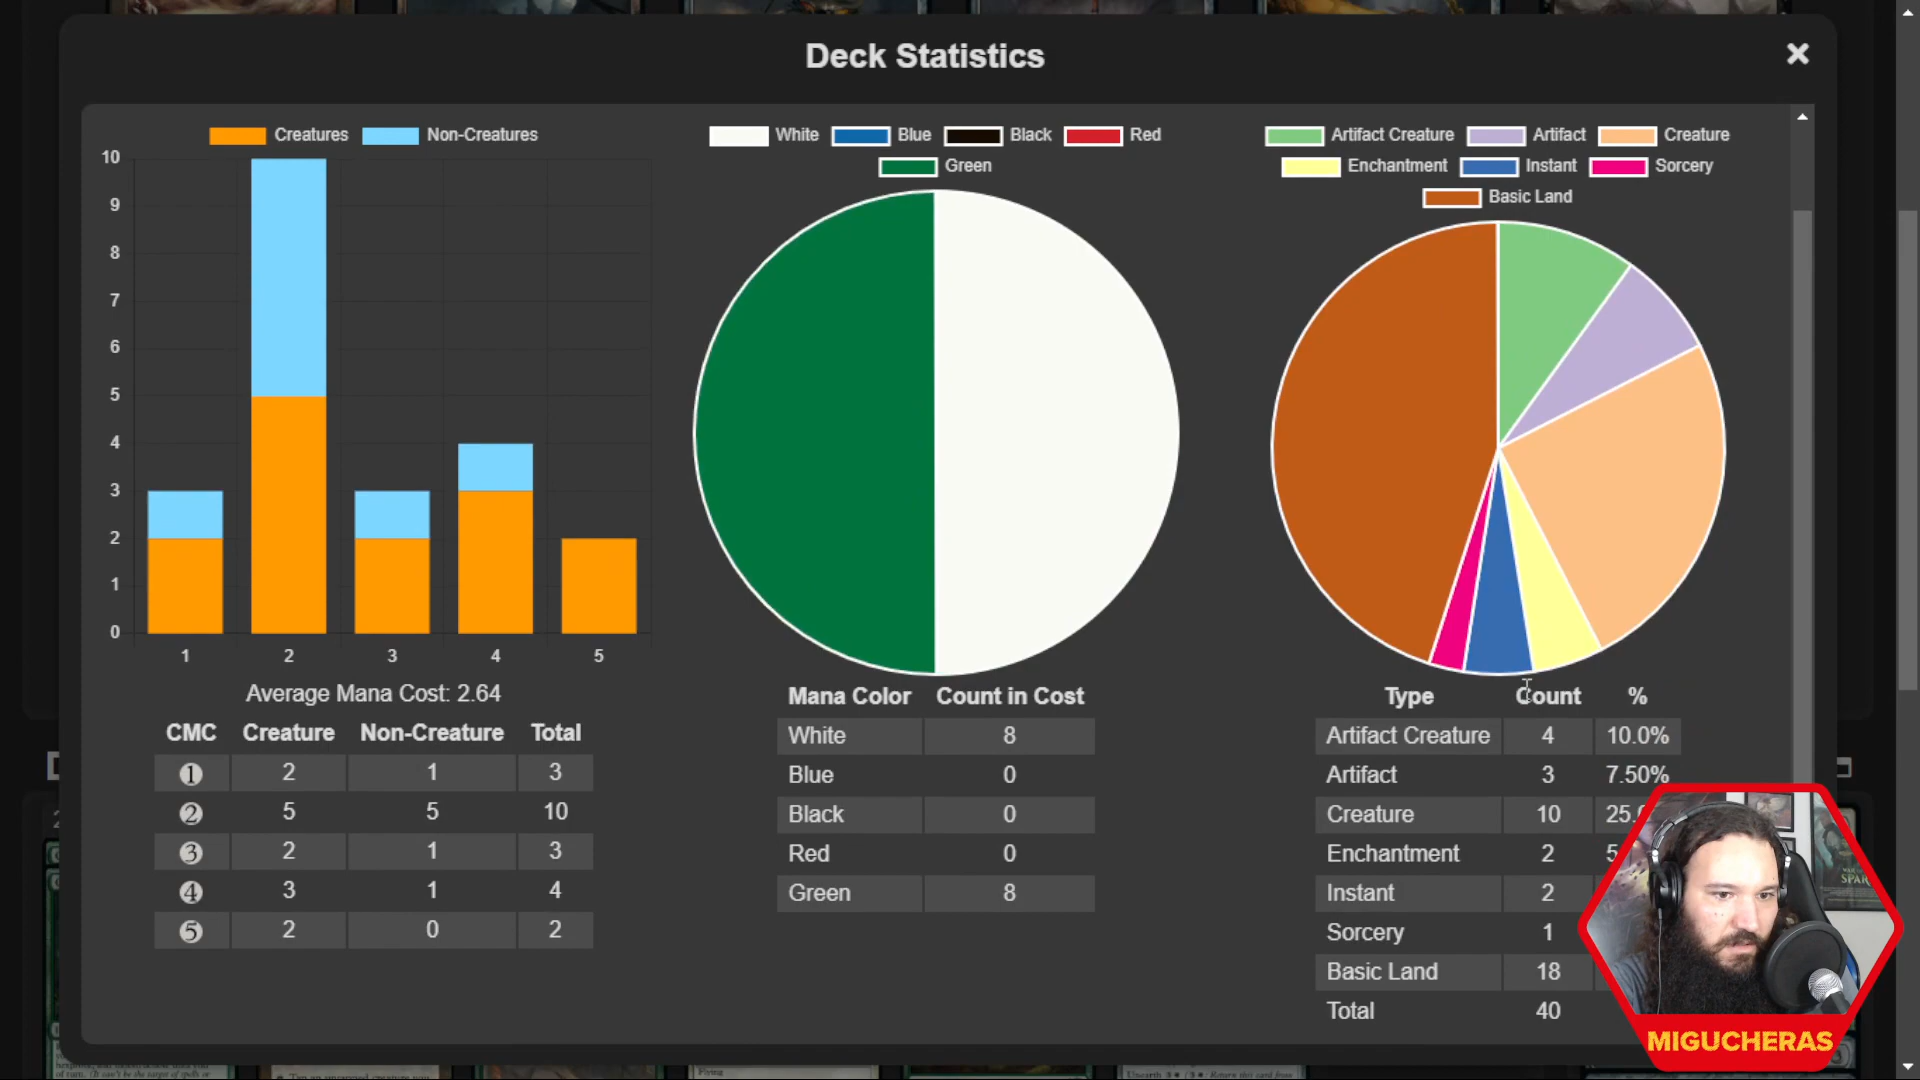 Deck Statistics
Creatures Non-Creatures
10
9
8
7
6
5
4
3
2
1
0
1 2 3 4 5
Average Mana Cost: 2.64
CMC Creature Non-Creature Total
1 2 1 3
2 5 5 10
3 2 1 3
4 3 1 4
5 2 0 2
White Blue Black Red
Green
Mana Color Count in Cost
White 8
Blue 0
Black 0
Red 0
Green 8
Artifact Creature Artifact Creature
Enchantment Instant Sorcery
Basic Land
Type Count %
Artifact Creature 4 10.0%
Artifact 3 7.50%
Creature 10 25.
Enchantment 2 5
Instant 2
Sorcery 1
Basic Land 18
Total 40
MIGUCHERAS
Flying